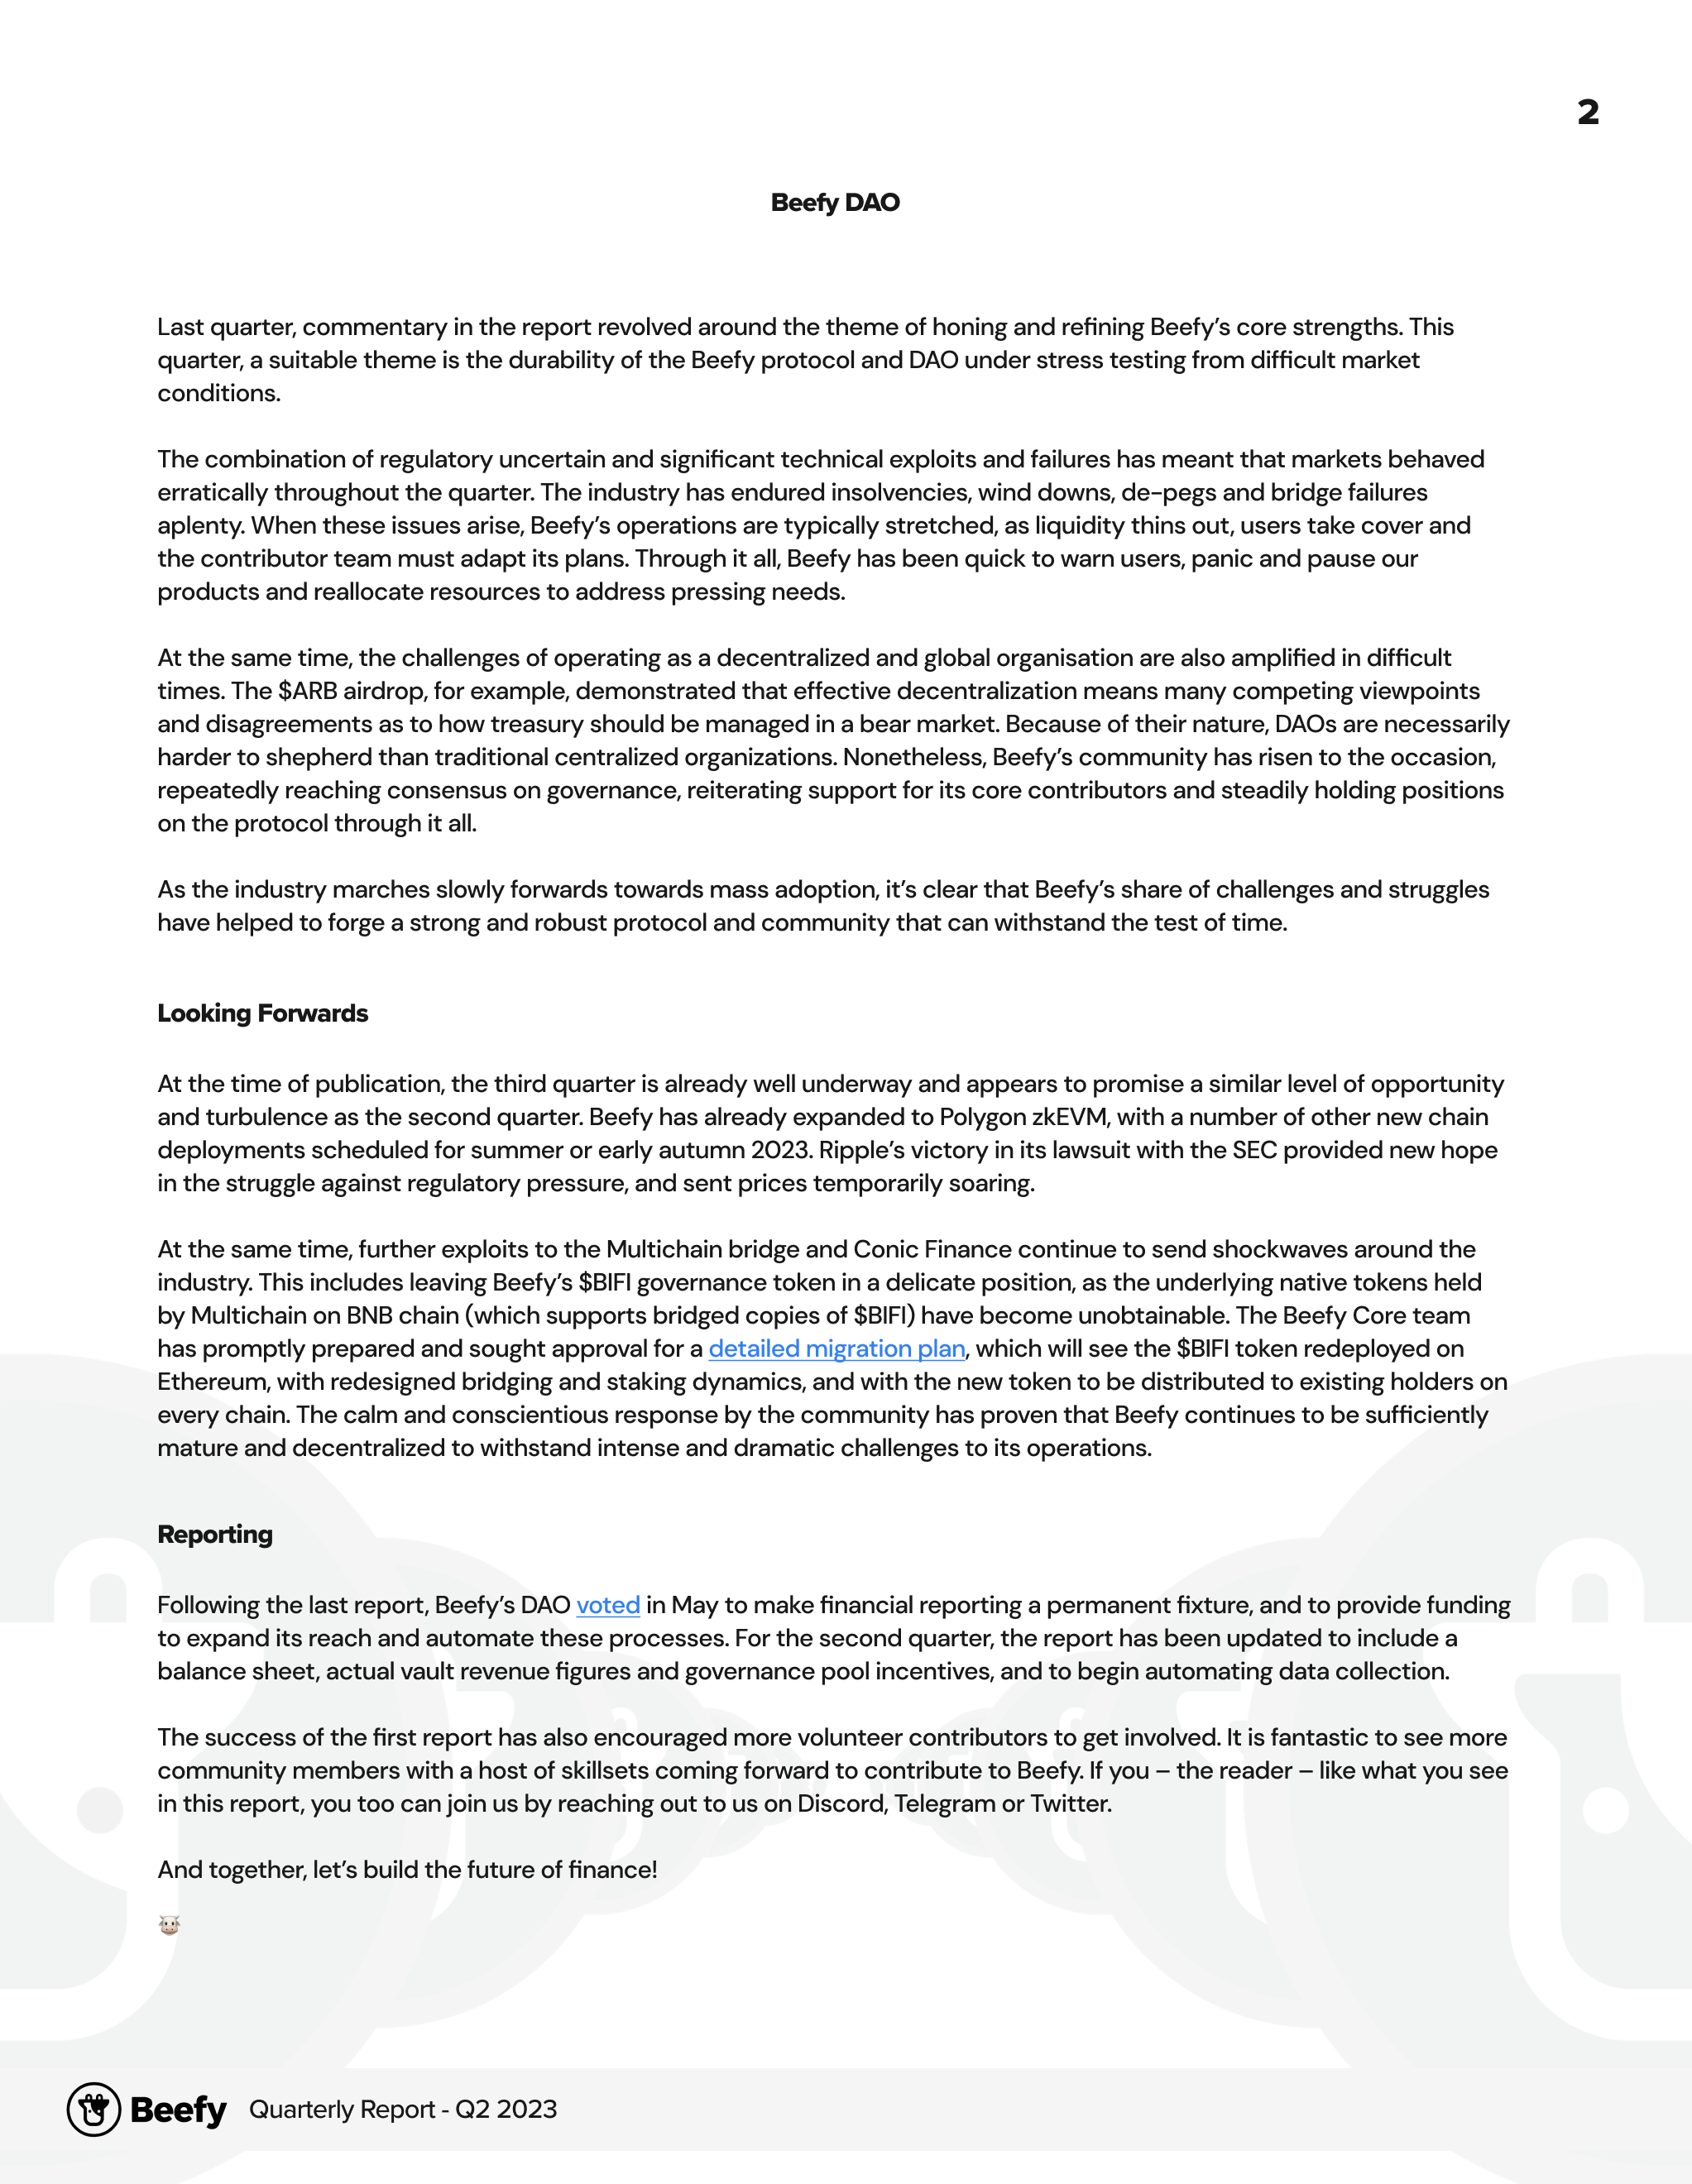 2
Beefy DAO
Last quarter, commentary in the report revolved around the theme of honing and refining Beefy’s core strengths. This
quarter, a suitable theme is the durability of the Beefy protocol and DAO under stress testing from difficult market
conditions.
The combination of regulatory uncertain and significant technical exploits and failures has meant that markets behaved
erratically throughout the quarter. The industry has endured insolvencies, wind downs, de-pegs and bridge failures
aplenty. When these issues arise, Beefy’s operations are typically stretched, as liquidity thins out, users take cover and
the contributor team must adapt its plans. Through it all, Beefy has been quick to warn users, panic and pause our
products and reallocate resources to address pressing needs.
At the same time, the challenges of operating as a decentralized and global organisation are also amplified in difficult
times. The $ARB airdrop, for example, demonstrated that effective decentralization means many competing viewpoints
and disagreements as to how treasury should be managed in a bear market. Because of their nature, DAOs are necessarily
harder to shepherd than traditional centralized organizations. Nonetheless, Beefy’s community has risen to the occasion,
repeatedly reaching consensus on governance, reiterating support for its core contributors and steadily holding positions
on the protocol through it all.
As the industry marches slowly forwards towards mass adoption, it’s clear that Beefy’s share of challenges and struggles
have helped to forge a strong and robust protocol and community that can withstand the test of time.
Looking Forwards
At the time of publication, the third quarter is already well underway and appears to promise a similar level of opportunity
and turbulence as the second quarter. Beefy has already expanded to Polygon zkEVM, with a number of other new chain
deployments scheduled for summer or early autumn 2023. Ripple’s victory in its lawsuit with the SEC provided new hope
in the struggle against regulatory pressure, and sent prices temporarily soaring.
At the same time, further exploits to the Multichain bridge and Conic Finance continue to send shockwaves around the
industry. This includes leaving Beefy’s $BIFI governance token in a delicate position, as the underlying native tokens held
by Multichain on BNB chain (which supports bridged copies of $BIFI) have become unobtainable. The Beefy Core team
has promptly prepared and sought approval for a detailed migration plan, which will see the $BIFI token redeployed on
Ethereum, with redesigned bridging and staking dynamics, and with the new token to be distributed to existing holders on
every chain. The calm and conscientious response by the community has proven that Beefy continues to be sufficiently
mature and decentralized to withstand intense and dramatic challenges to its operations.
Reporting
Following the last report, Beefy’s DAO voted in May to make financial reporting a permanent fixture, and to provide funding
to expand its reach and automate these processes. For the second quarter, the report has been updated to include a
balance sheet, actual vault revenue figures and governance pool incentives, and to begin automating data collection.
The success of the first report has also encouraged more volunteer contributors to get involved. It is fantastic to see more
community members with a host of skillsets coming forward to contribute to Beefy. If you – the reader – like what you see
in this report, you too can join us by reaching out to us on Discord, Telegram or Twitter.
And together, let’s build the future of finance!
🐮
Beefy Quarterly Report - Q2 2023